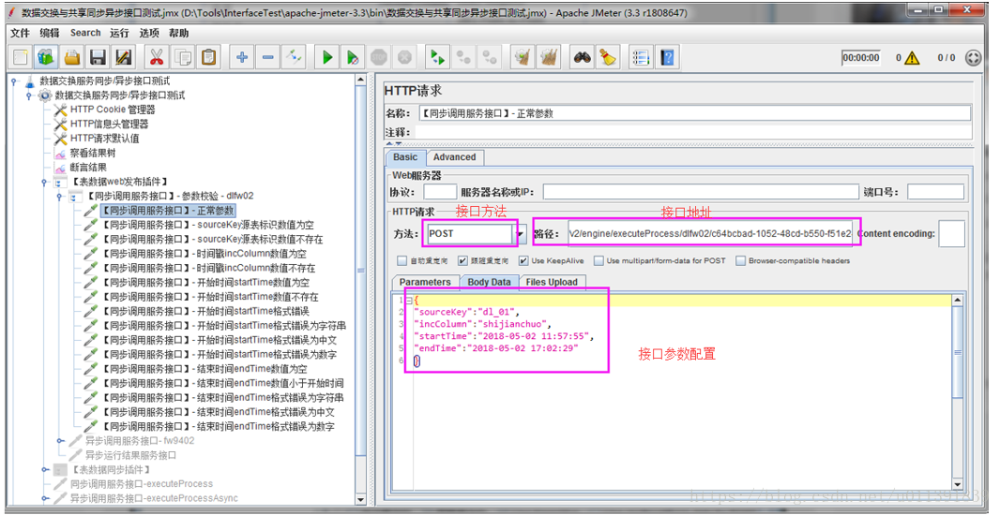 数据交换与共享同步异步接口测试.jmx (D:\Tools\InterfaceTest\apache-jmeter-3.3\bin\数据交换与共享同步异步接口测试.jmx) - Apache JMeter (3.3 r1808647)
文件 编辑 Search 运行 选项 帮助
00:00:00 0 0 / 0
数据交换服务同步/异步接口测试
数据交换服务同步/异步接口测试
HTTP Cookie 管理器
HTTP信息头管理器
HTTP请求默认值
察看结果树
断言结果
【表数据web发布插件】
【同步调用服务接口】- 参数校验 - dlfw02
【同步调用服务接口】- 正常参数
【同步调用服务接口】- sourceKey源表标识数值为空
【同步调用服务接口】- sourceKey源表标识数值不存在
【同步调用服务接口】- 时间戳incColumn数值为空
【同步调用服务接口】- 时间戳incColumn数值不存在
【同步调用服务接口】- 开始时间startTime数值为空
【同步调用服务接口】- 开始时间startTime数值不存在
【同步调用服务接口】- 开始时间startTime格式错误
【同步调用服务接口】- 开始时间startTime格式错误为字符串
【同步调用服务接口】- 开始时间startTime格式错误为中文
【同步调用服务接口】- 开始时间startTime格式错误为数字
【同步调用服务接口】- 结束时间endTime数值为空
【同步调用服务接口】- 结束时间endTime数值小于开始时间
【同步调用服务接口】- 结束时间endTime格式错误为字符串
【同步调用服务接口】- 结束时间endTime格式错误为中文
【同步调用服务接口】- 结束时间endTime格式错误为数字
异步调用服务接口- fw9402
异步运行结果服务接口
【表数据同步插件】
同步调用服务接口-executeProcess
异步调用服务接口-executeProcessAsync
HTTP请求
名称: 【同步调用服务接口】- 正常参数
注释:
Basic Advanced
Web服务器
协议: 服务器名称或IP: 端口号:
HTTP请求 接口方法 接口地址
方法: POST 路径: v2/engine/executeProcess/dlfw02/c64bcbad-1052-48cd-b550-f51e2 Content encoding:
自动重定向 跟随重定向 Use KeepAlive Use multipart/form-data for POST Browser-compatible headers
Parameters Body Data Files Upload
1 {
2 "sourceKey":"dl_01",
3 "incColumn":"shijianchuo",
4 "startTime":"2018-05-02 11:57:55",
5 "endTime":"2018-05-02 17:02:29"
6 }
接口参数配置